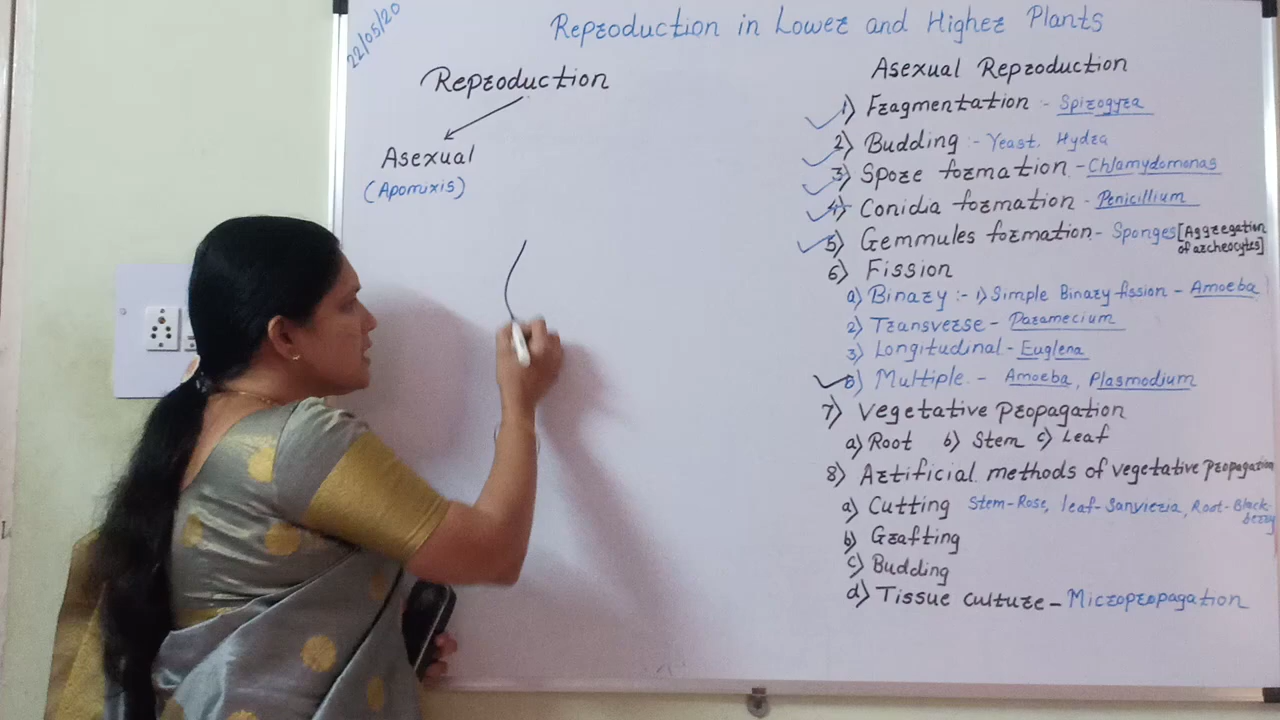 22/05/20
Reproduction in Lower and Higher Plants
Reproduction
Asexual
(Apomixis)
Asexual Reproduction
1) Fragmentation :- Spirogyra
2) Budding :- Yeast, Hydra
3) Spore formation - Chlamydomonas
4) Conidia formation - Penicillium
5) Gemmules formation - Sponges [Aggregation of archeocytes]
6) Fission
a) Binary :- 1) Simple Binary fission - Amoeba
2) Transverse - Paramecium
3) Longitudinal - Euglena
b) Multiple - Amoeba, Plasmodium
7) Vegetative Propagation
a) Root b) Stem c) Leaf
8) Artificial methods of vegetative propagation
a) Cutting Stem-Rose, leaf-Sanvieria, Root-Black-
berry
b) Grafting
c) Budding
d) Tissue culture - Micropropagation